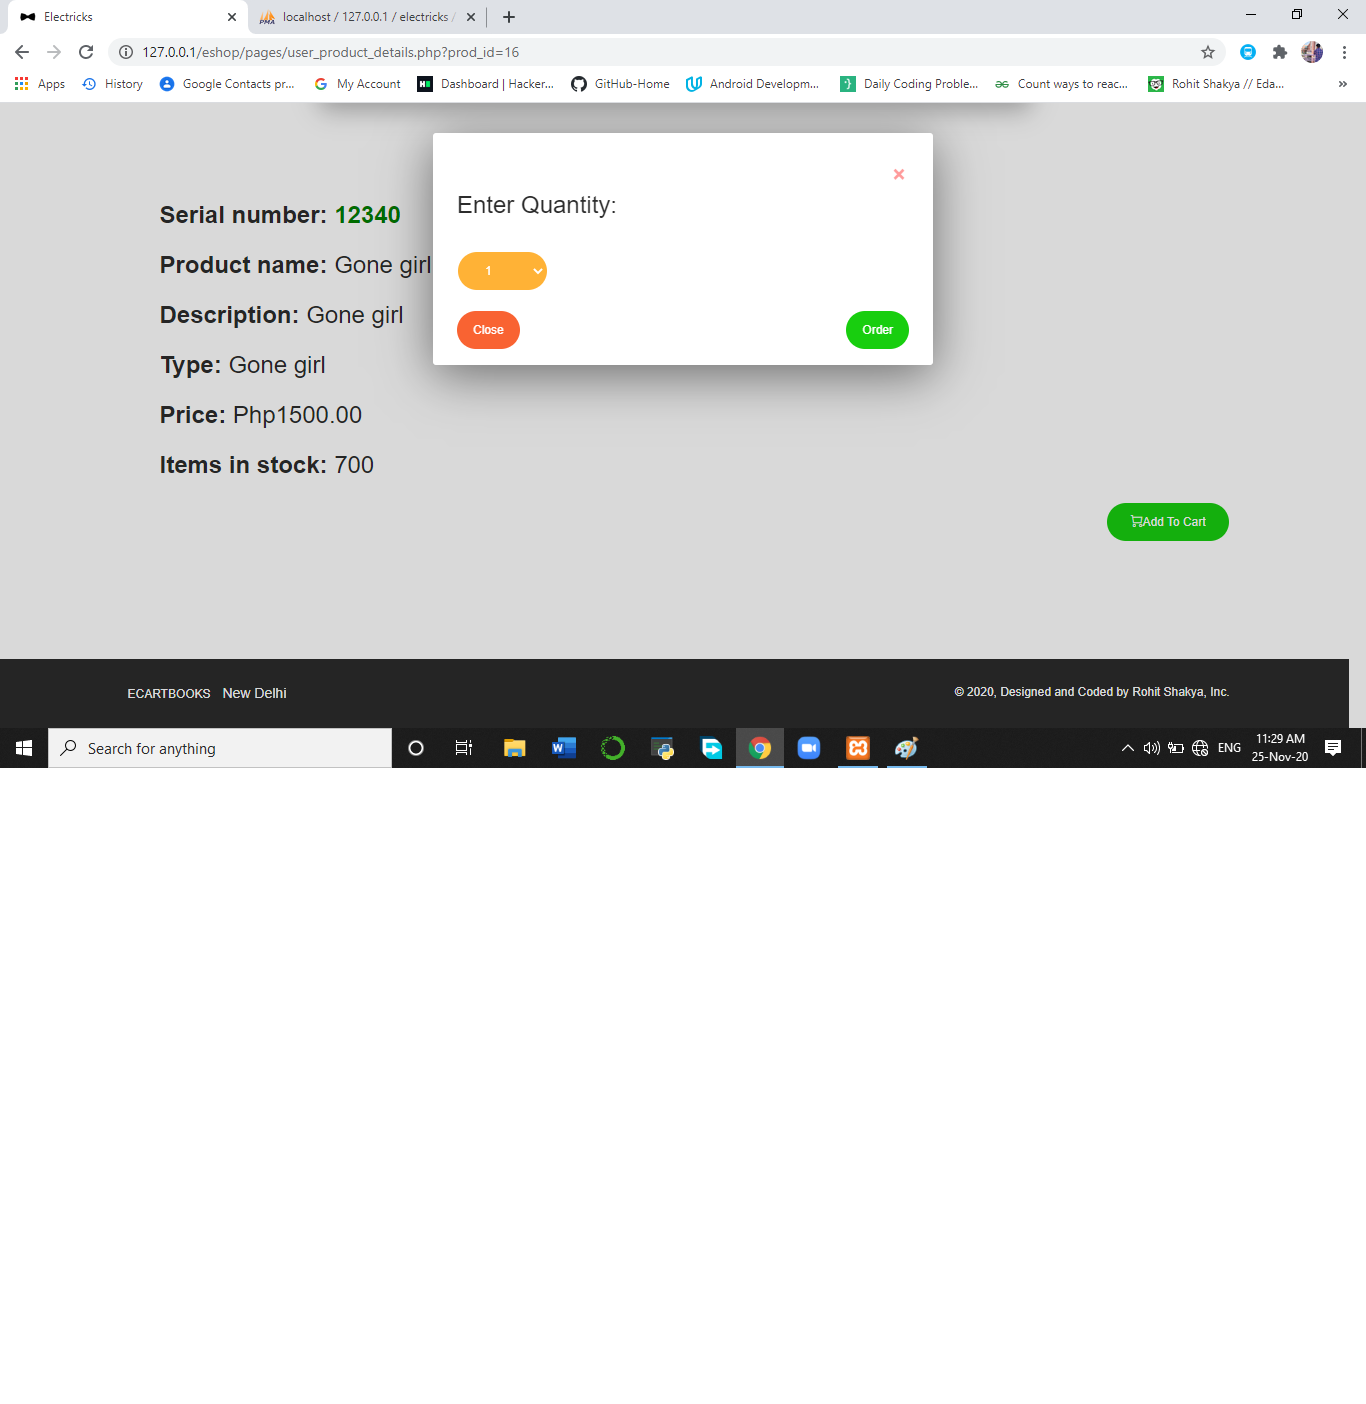 Electricks
localhost / 127.0.0.1 / electricks /
127.0.0.1/eshop/pages/user_product_details.php?prod_id=16
Apps History Google Contacts pr... My Account Dashboard | Hacker... GitHub-Home Android Developm... Daily Coding Proble... Count ways to reac... Rohit Shakya // Eda... »
Enter Quantity:
1
Close
Order
Serial number: 12340
Product name: Gone girl
Description: Gone girl
Type: Gone girl
Price: Php1500.00
Items in stock: 700
Add To Cart
ECARTBOOKS New Delhi
© 2020, Designed and Coded by Rohit Shakya, Inc.
Search for anything
ENG
11:29 AM
25-Nov-20